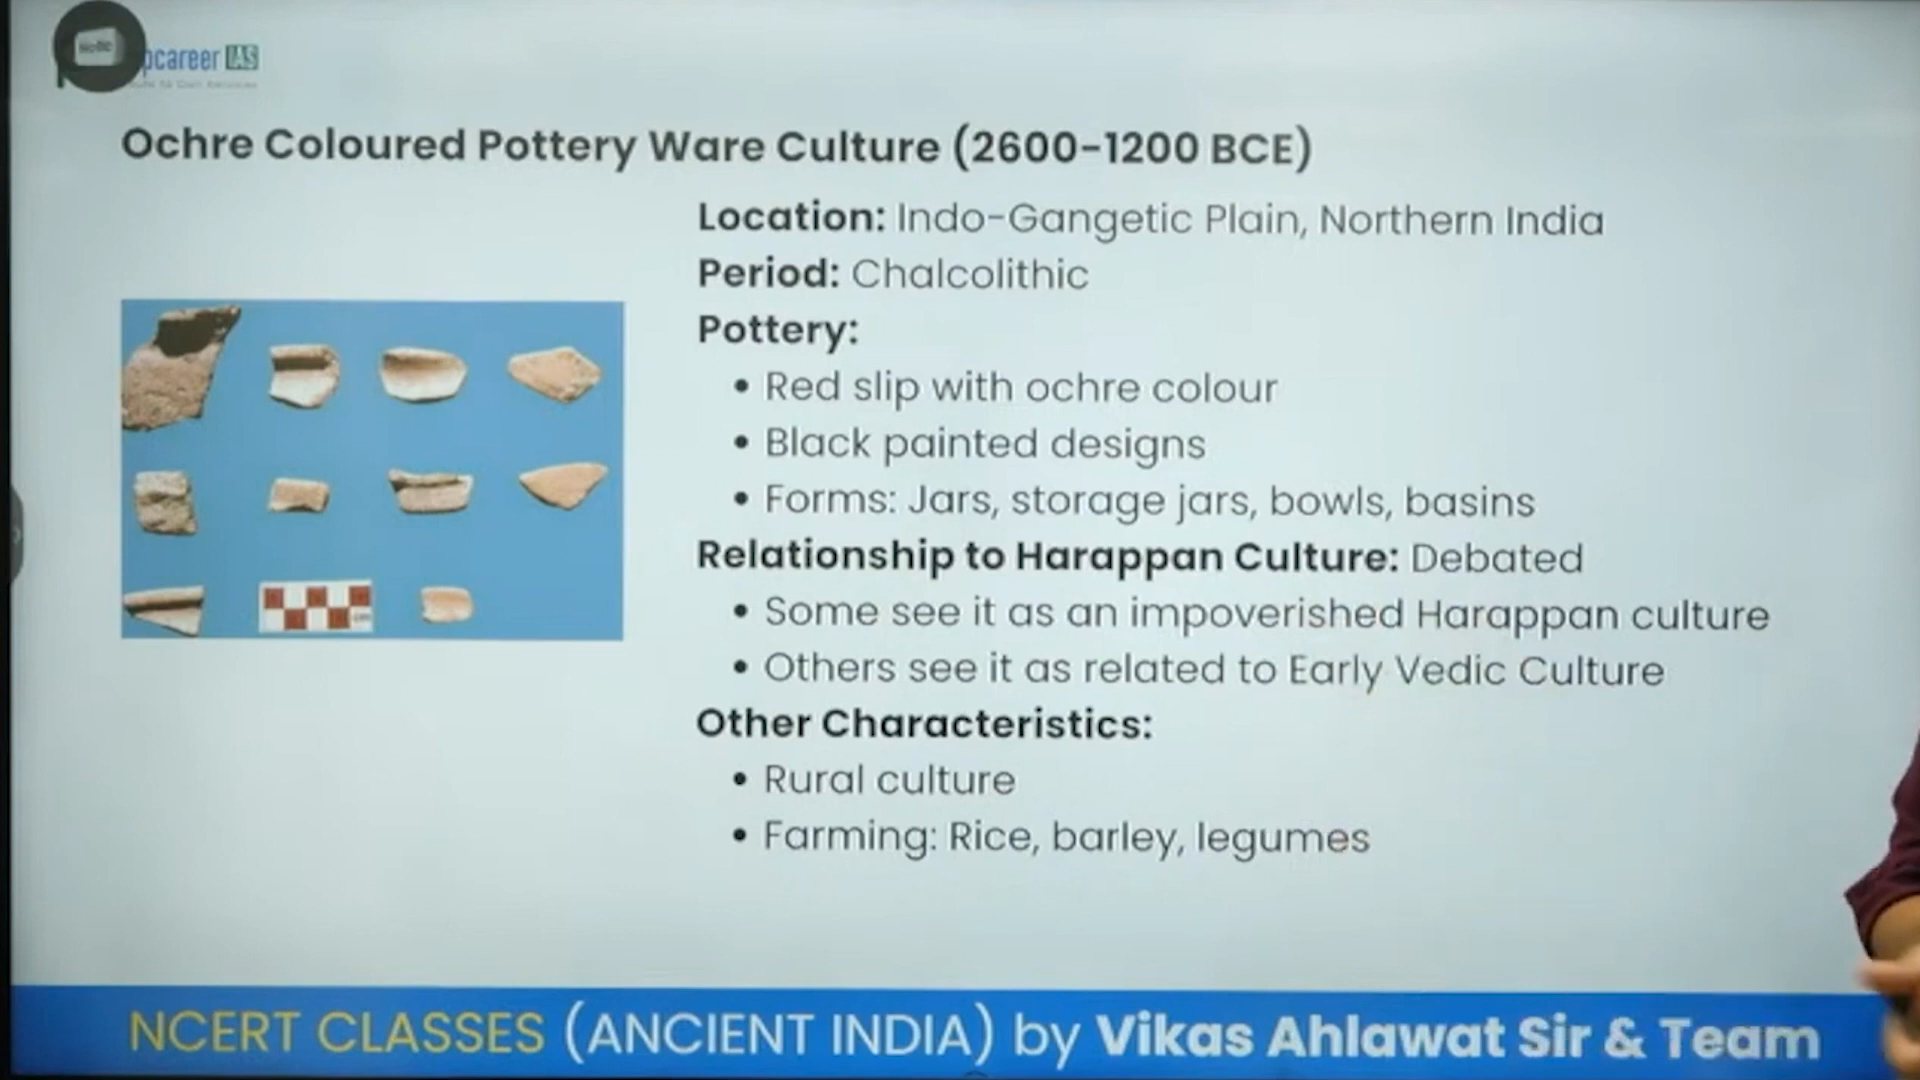 pcareer IAS
Ochre Coloured Pottery Ware Culture (2600-1200 BCE)
Location: Indo-Gangetic Plain, Northern India
Period: Chalcolithic
Pottery:
• Red slip with ochre colour
• Black painted designs
• Forms: Jars, storage jars, bowls, basins
Relationship to Harappan Culture: Debated
• Some see it as an impoverished Harappan culture
• Others see it as related to Early Vedic Culture
Other Characteristics:
• Rural culture
• Farming: Rice, barley, legumes
NCERT CLASSES (ANCIENT INDIA) by Vikas Ahlawat Sir & Team